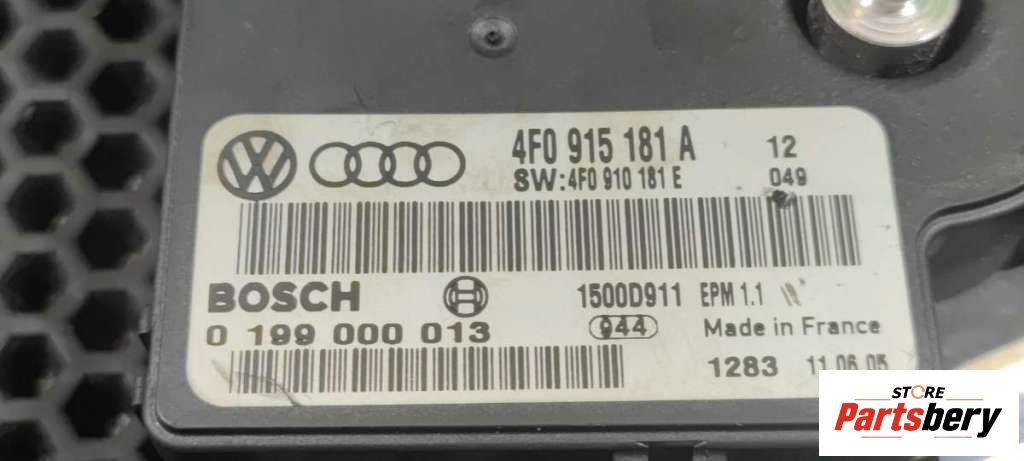 4F0 915 181 A 12
SW:4F0 910 181 E 049
BOSCH 1500D911 EPM 1.1
0 199 000 013 944 Made in France
1283 11.06.05
STORE
Partsbery